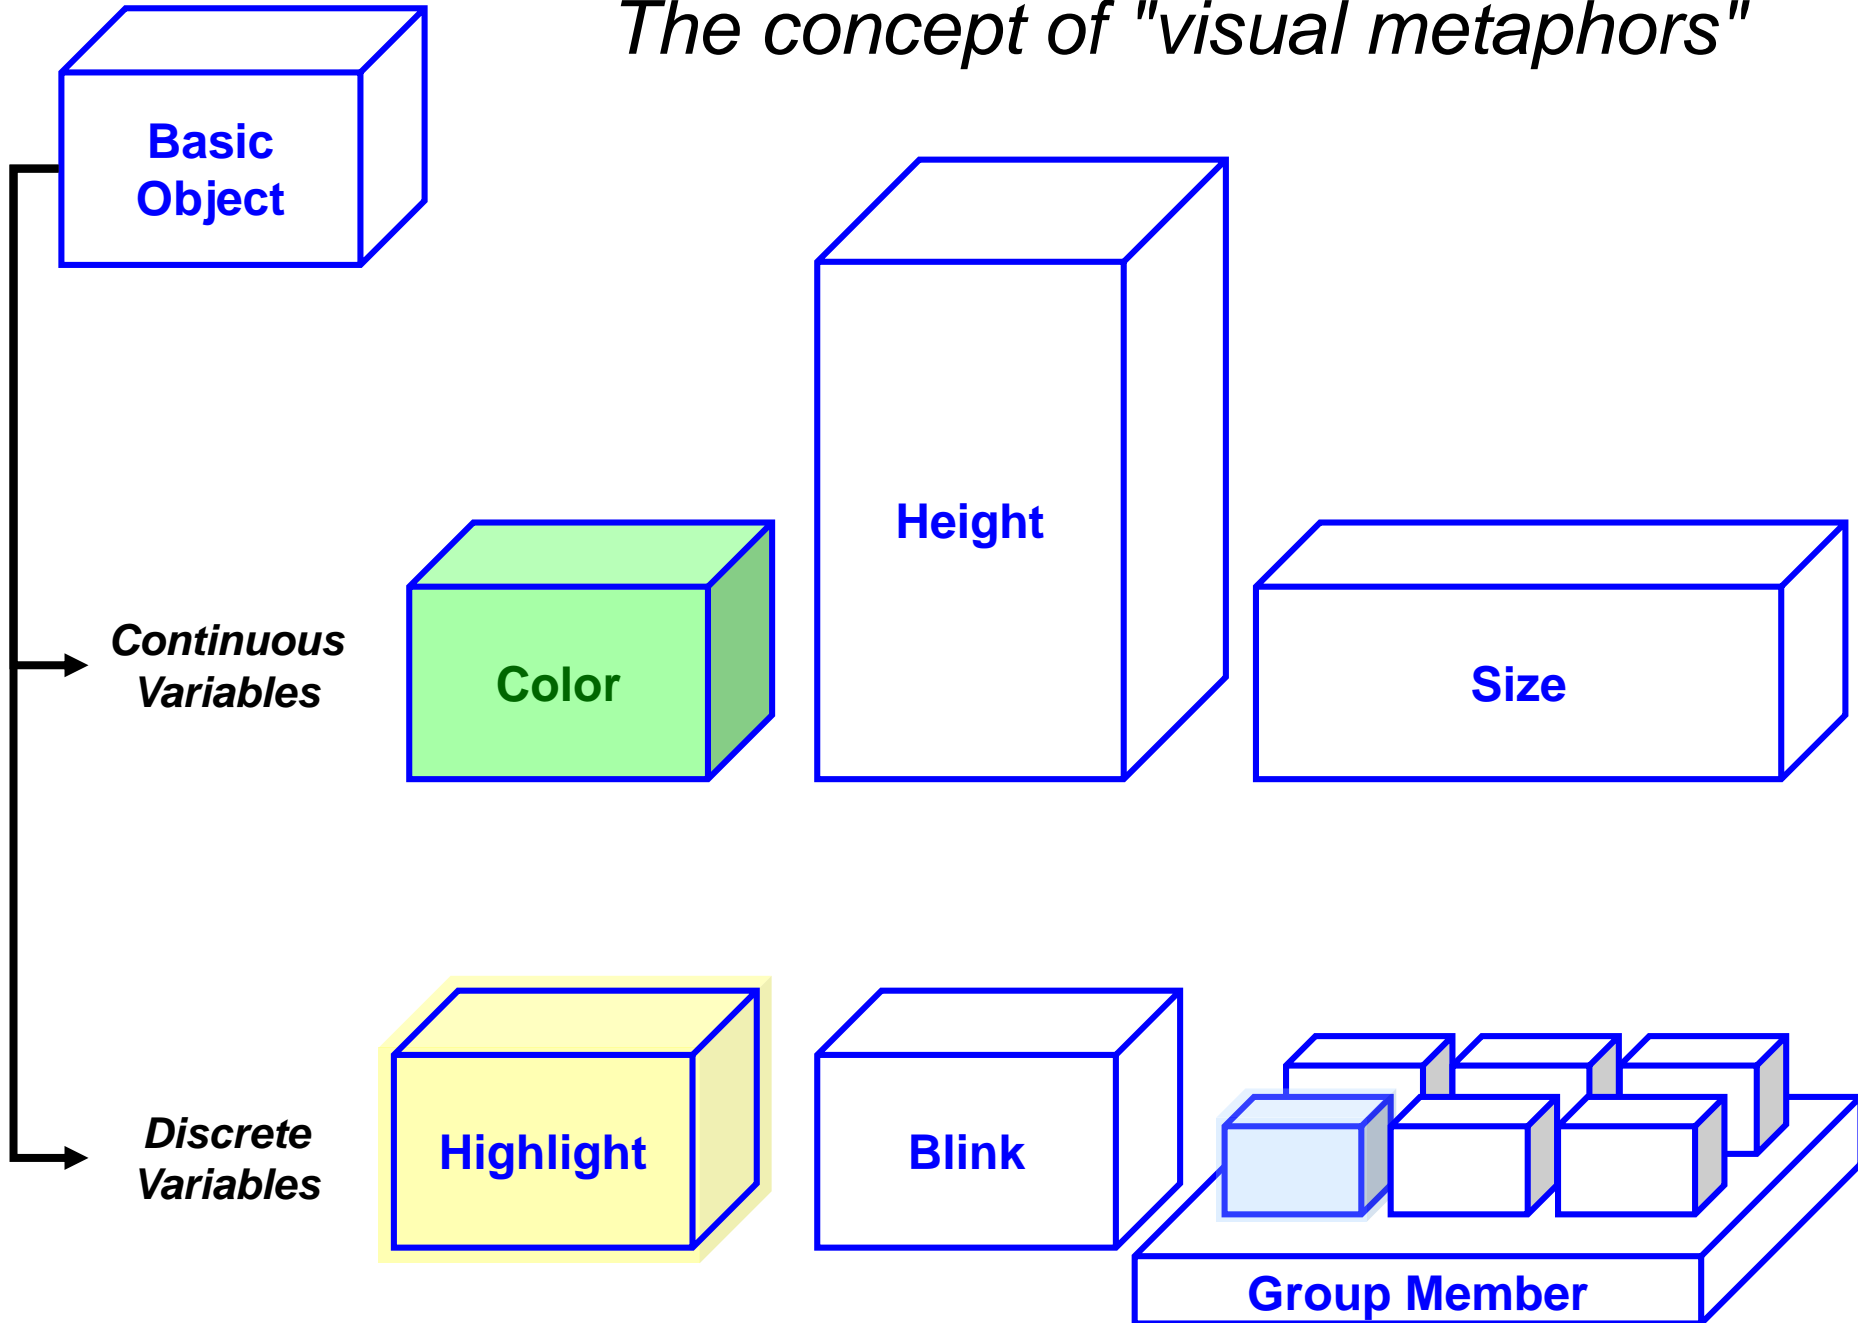 The concept of "visual metaphors"
Basic
Object
Height
Continuous
Variables
Color
Size
Discrete
Variables
Highlight
Blink
Group Member